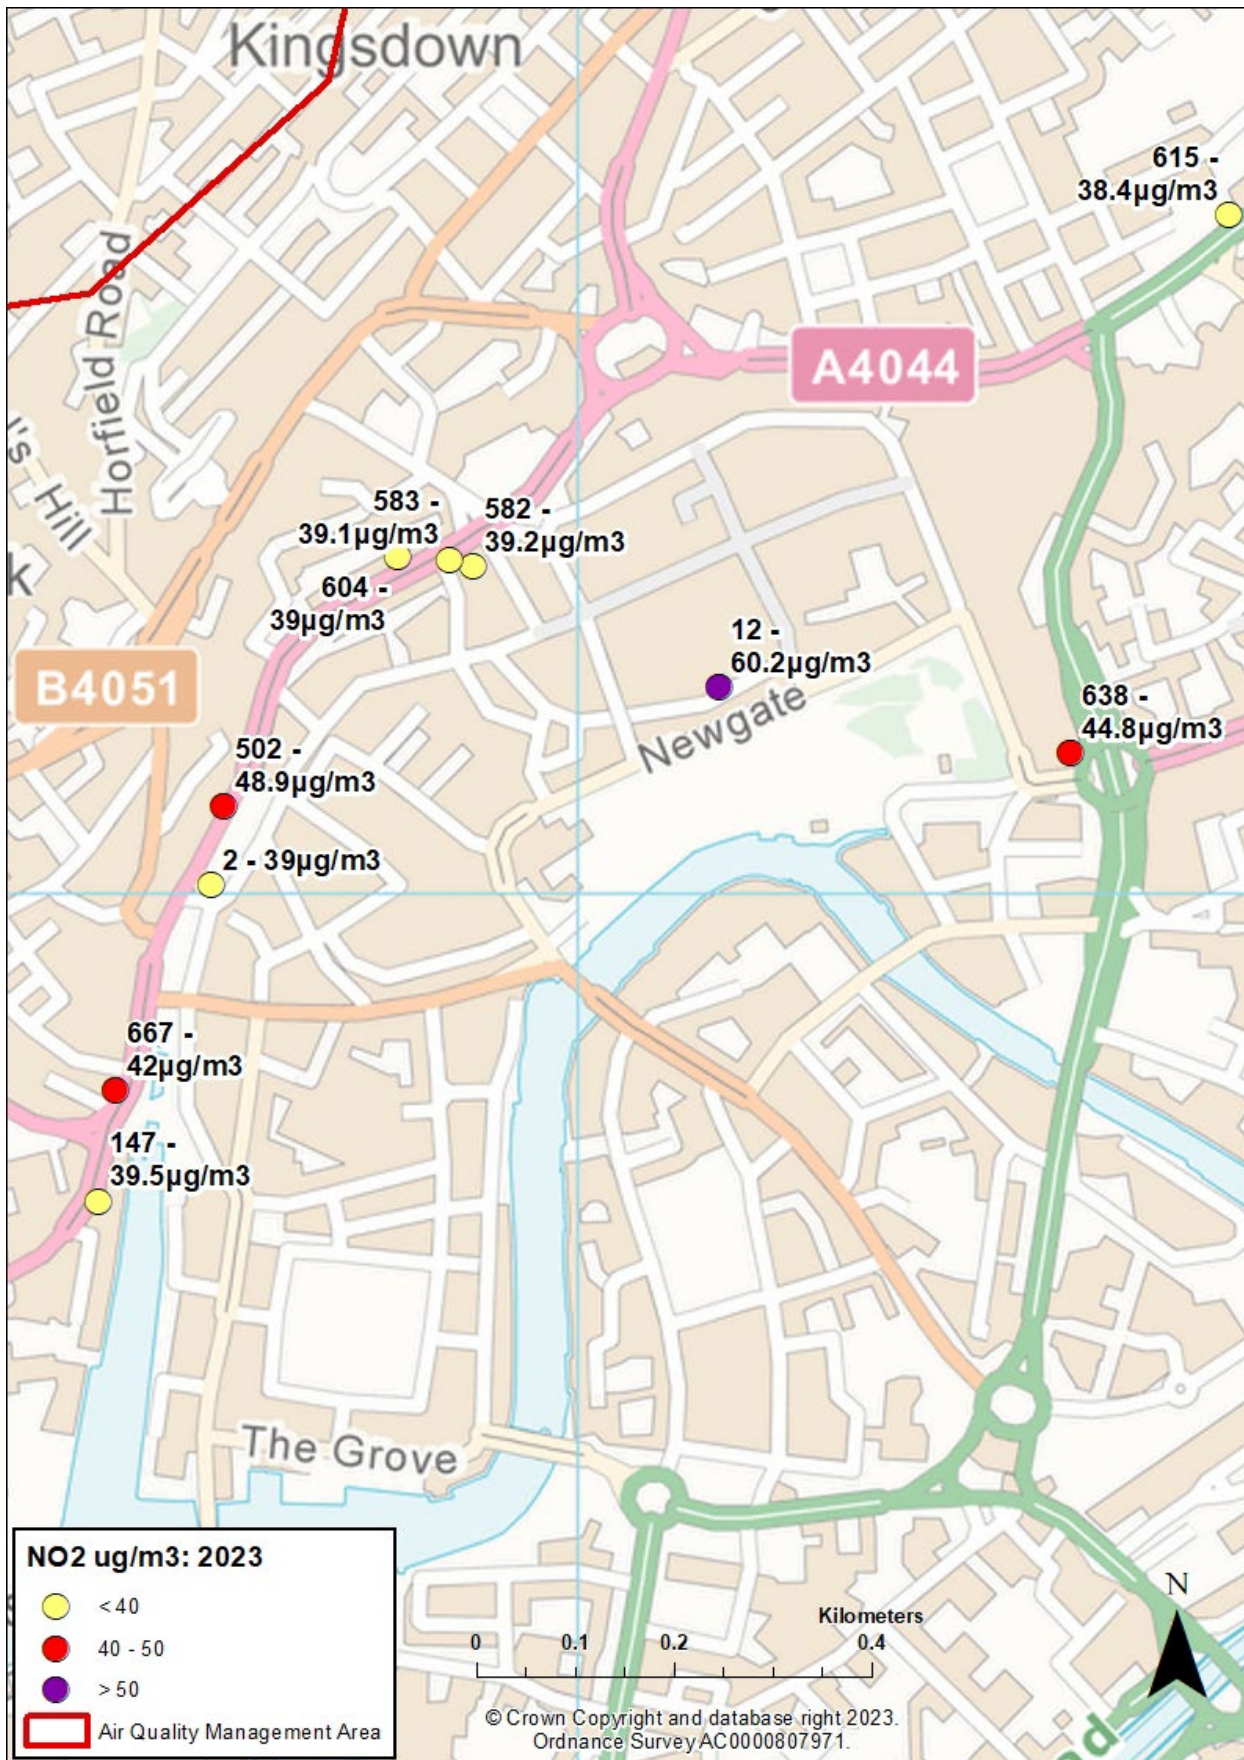 Kingsdown
615 -
38.4µg/m3
Horfield Road
A4044
l's Hill
583 -
39.1µg/m3
582 -
39.2µg/m3
k
604 -
39µg/m3
12 -
60.2µg/m3
B4051
638 -
44.8µg/m3
Newgate
502 -
48.9µg/m3
2 - 39µg/m3
667 -
42µg/m3
147 -
39.5µg/m3
The Grove
NO2 ug/m3: 2023
< 40
40 - 50
> 50
Air Quality Management Area
Kilometers
0 0.1 0.2 0.4
N
© Crown Copyright and database right 2023.
Ordnance Survey AC0000807971.